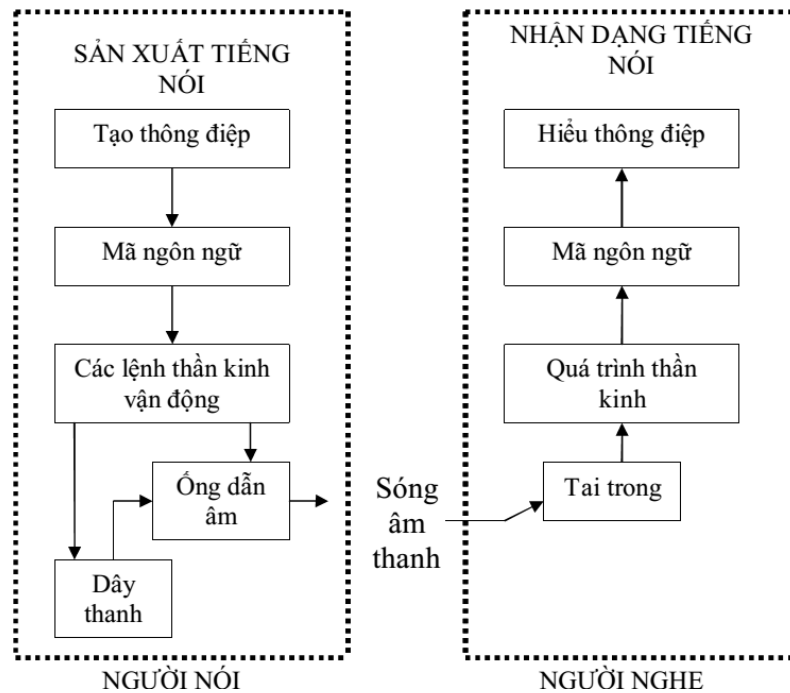 SẢN XUẤT TIẾNG
NÓI
Tạo thông điệp
Mã ngôn ngữ
Các lệnh thần kinh
vận động
Ống dẫn
âm
Dây
thanh
NGƯỜI NÓI
Sóng
âm
thanh
NHẬN DẠNG TIẾNG
NÓI
Hiểu thông điệp
Mã ngôn ngữ
Quá trình thần
kinh
Tai trong
NGƯỜI NGHE